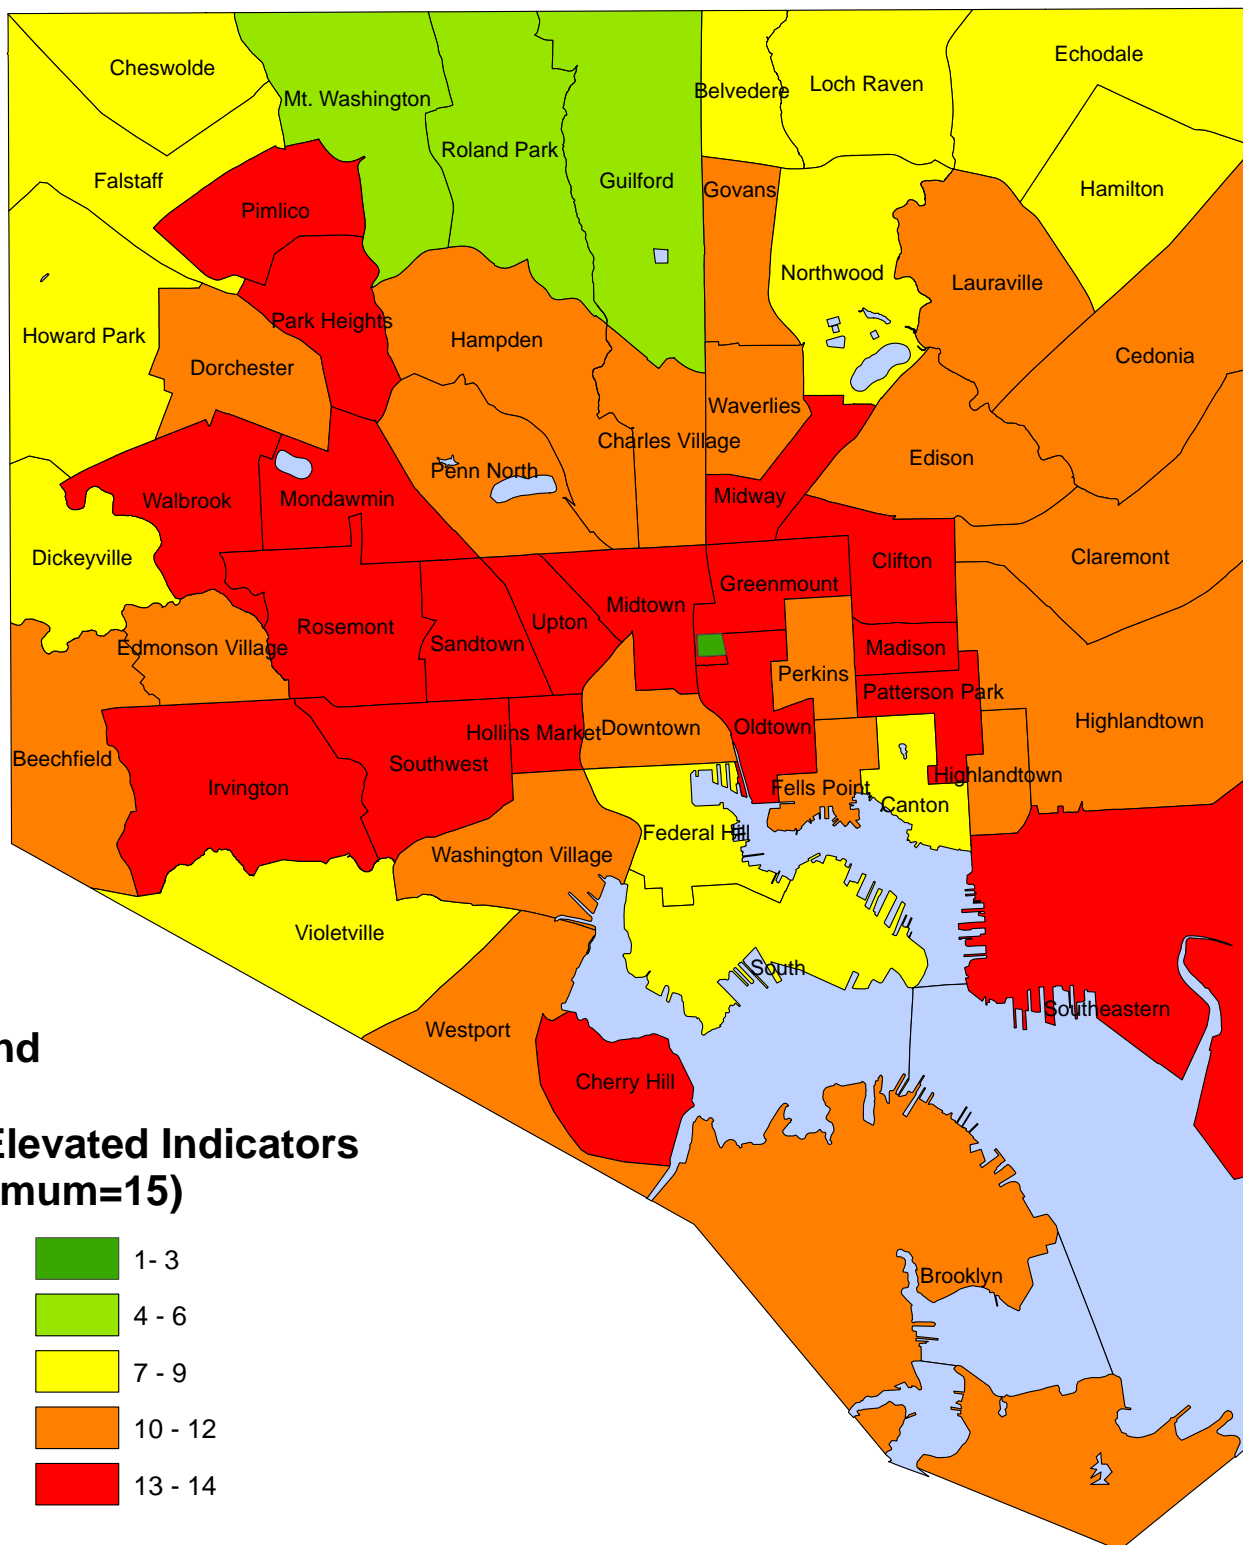 Cheswolde
Mt. Washington
Roland Park
Guilford
Belvedere
Loch Raven
Echodale
Falstaff
Pimlico
Govans
Hamilton
Northwood
Lauraville
Howard Park
Park Heights
Hampden
Cedonia
Dorchester
Waverlies
Charles Village
Penn North
Edison
Walbrook
Mondawmin
Midway
Dickeyville
Clifton
Claremont
Greenmount
Midtown
Upton
Rosemont
Sandtown
Edmonson Village
Madison
Perkins
Patterson Park
Highlandtown
Beechfield
Hollins Market
Downtown
Oldtown
Southwest
Irvington
Fells Point
Highlandtown
Canton
Federal Hill
Washington Village
Violetville
South
Westport
Southeastern
Cherry Hill
Brooklyn
nd
Elevated Indicators
mum=15)
1- 3
4 - 6
7 - 9
10 - 12
13 - 14